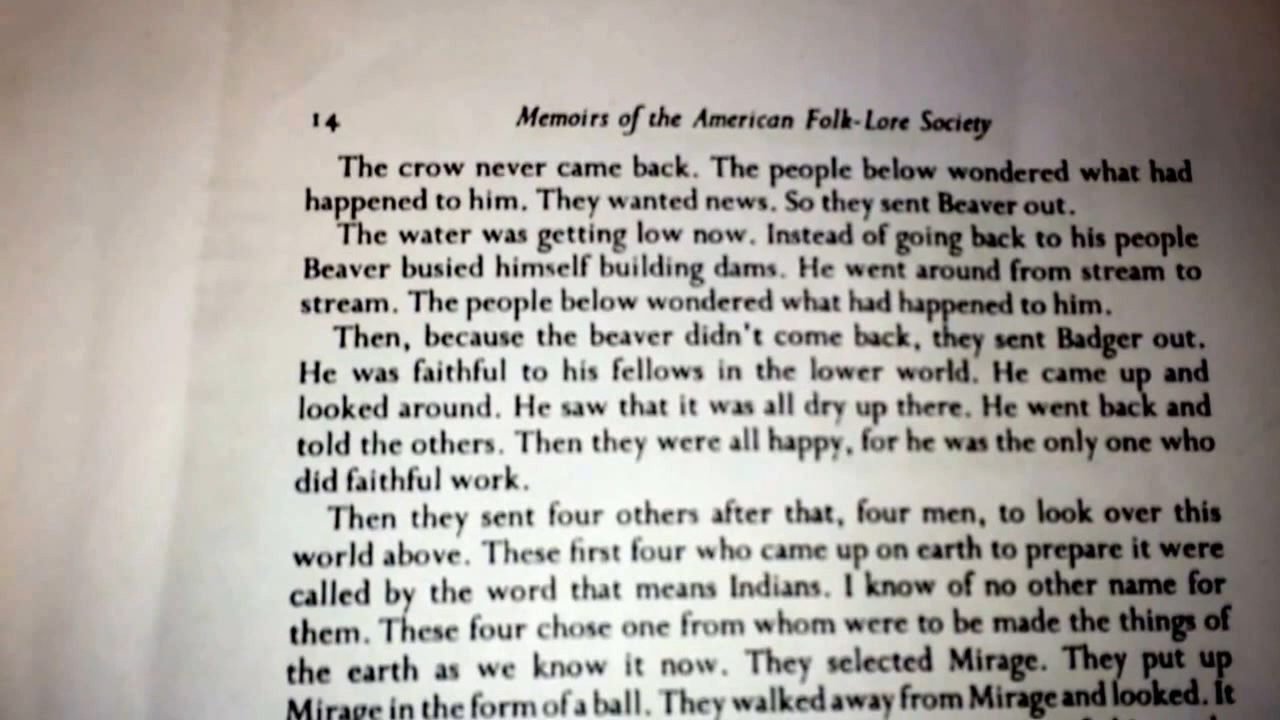 14 Memoirs of the American Folk-Lore Society
The crow never came back. The people below wondered what had
happened to him. They wanted news. So they sent Beaver out.
The water was getting low now. Instead of going back to his people
Beaver busied himself building dams. He went around from stream to
stream. The people below wondered what had happened to him.
Then, because the beaver didn't come back, they sent Badger out.
He was faithful to his fellows in the lower world. He came up and
looked around. He saw that it was all dry up there. He went back and
told the others. Then they were all happy, for he was the only one who
did faithful work.
Then they sent four others after that, four men, to look over this
world above. These first four who came up on earth to prepare it were
called by the word that means Indians. I know of no other name for
them. These four chose one from whom were to be made the things of
the earth as we know it now. They selected Mirage. They put up
Mirage in the form of a ball. They walked away from Mirage and looked. It